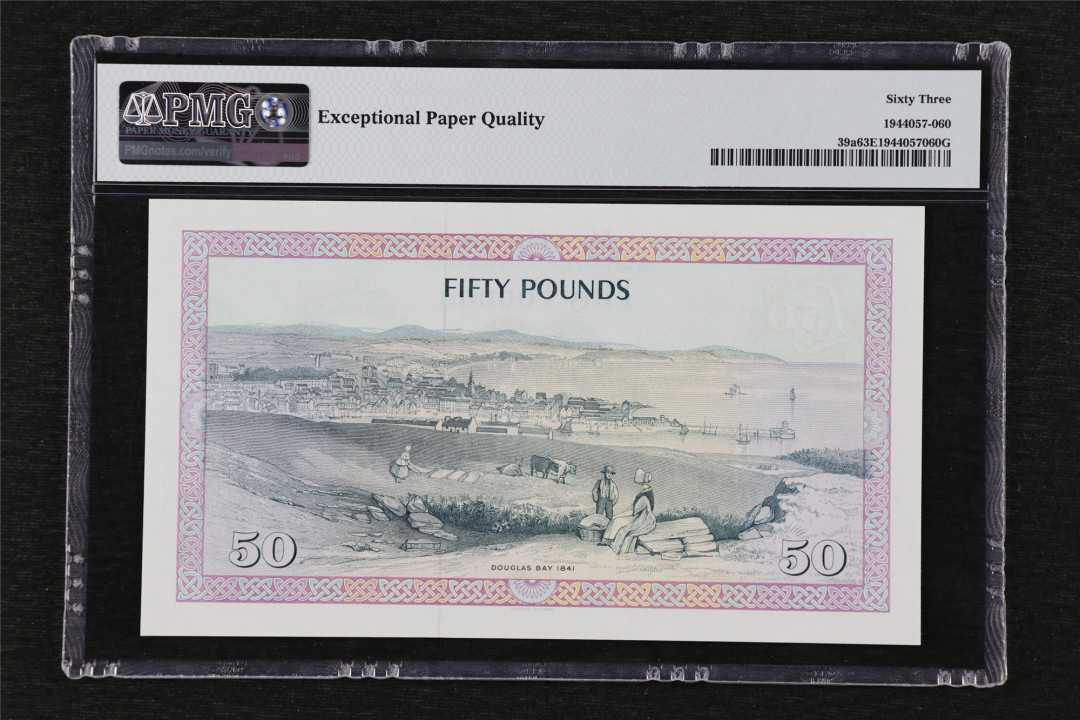 PMG
PAPER MONEY GUARANTY
PMGnotes.com/verify
Exceptional Paper Quality
Sixty Three
1944057-060
39a63E1944057060G
FIFTY POUNDS
50
50
DOUGLAS BAY 1841